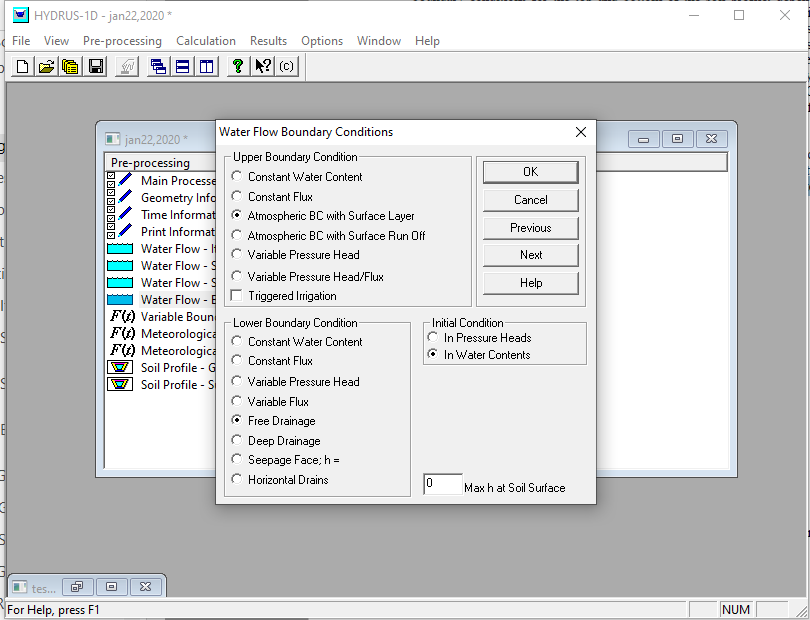 HYDRUS-1D - jan22,2020 *
File View Pre-processing Calculation Results Options Window Help
? ? (c)
jan22,2020 *
Pre-processing
Main Processe
Geometry Info
Time Informat
Print Informat
Water Flow - It
Water Flow - S
Water Flow - S
Water Flow - B
F(t) Variable Boun
F(t) Meteorologica
F(t) Meteorologica
Soil Profile - G
Soil Profile - Su
Water Flow Boundary Conditions
Upper Boundary Condition
Constant Water Content
Constant Flux
Atmospheric BC with Surface Layer
Atmospheric BC with Surface Run Off
Variable Pressure Head
Variable Pressure Head/Flux
Triggered Irrigation
OK
Cancel
Previous
Next
Help
Lower Boundary Condition
Constant Water Content
Constant Flux
Variable Pressure Head
Variable Flux
Free Drainage
Deep Drainage
Seepage Face; h =
Horizontal Drains
Initial Condition
In Pressure Heads
In Water Contents
0 Max h at Soil Surface
tes...
For Help, press F1
NUM